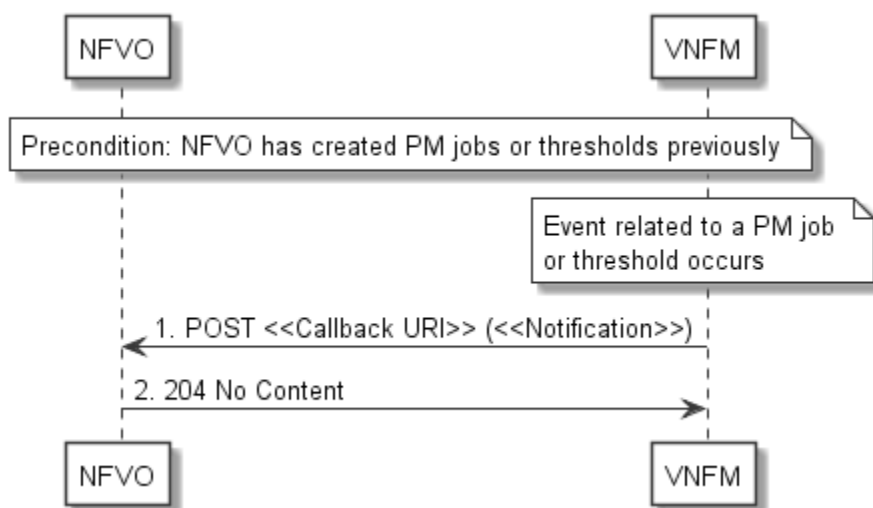 NFVO
VNFM
Precondition: NFVO has created PM jobs or thresholds previously
Event related to a PM job
or threshold occurs
1. POST <<Callback URI>> (<<Notification>>)
2. 204 No Content
NFVO
VNFM